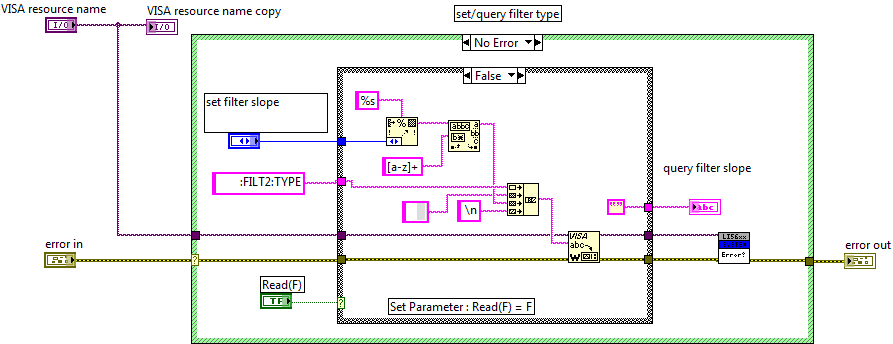 VISA resource name
I/O
VISA resource name copy
I/O
set/query filter type
No Error
False
set filter slope
%s
[a-z]+
:FILT2:TYPE
\n
query filter slope
""
abc
VISA
abc
W
Error?
error in
error out
?
Read(F)
TF
?
Set Parameter : Read(F) = F